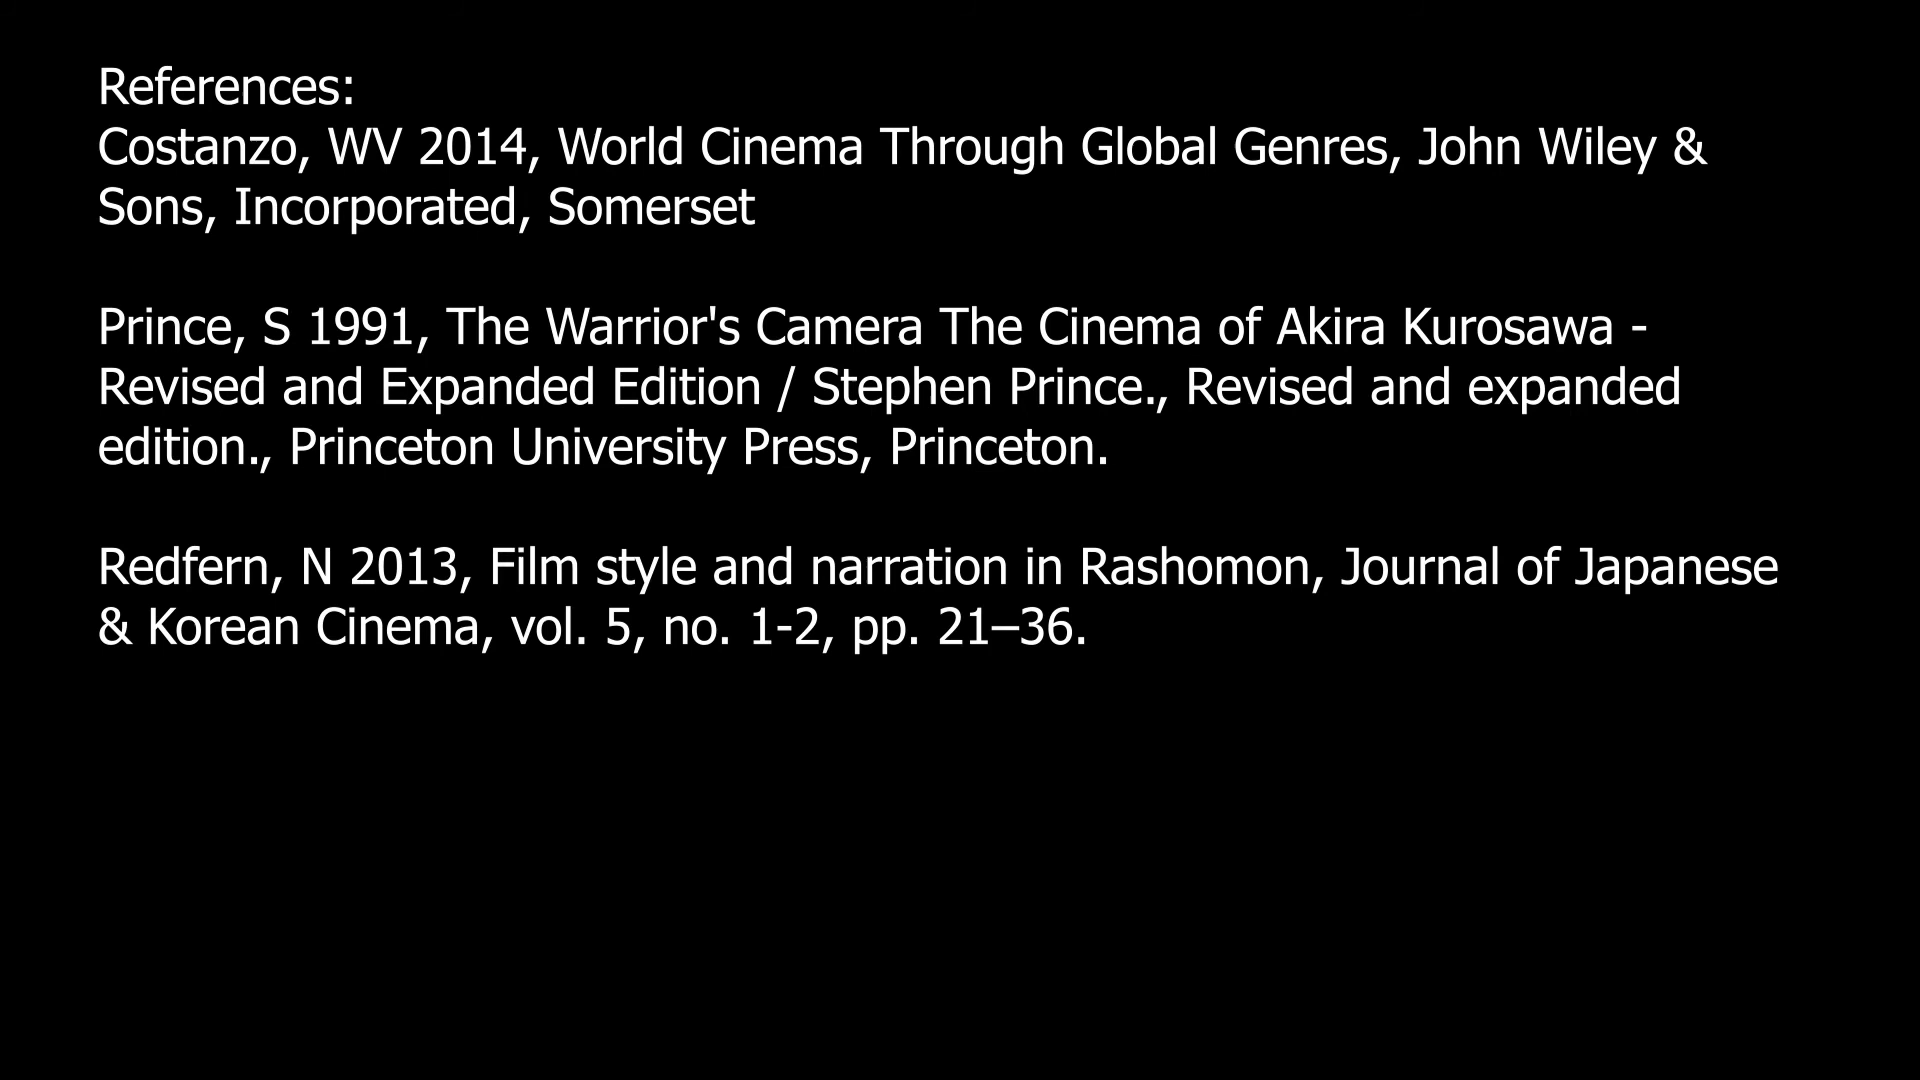 References:
Costanzo, WV 2014, World Cinema Through Global Genres, John Wiley &
Sons, Incorporated, Somerset
Prince, S 1991, The Warrior's Camera The Cinema of Akira Kurosawa -
Revised and Expanded Edition / Stephen Prince., Revised and expanded
edition., Princeton University Press, Princeton.
Redfern, N 2013, Film style and narration in Rashomon, Journal of Japanese
& Korean Cinema, vol. 5, no. 1-2, pp. 21–36.